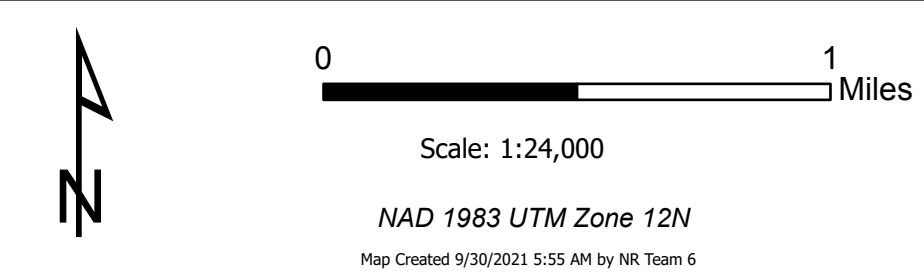 0 1
Miles
Scale: 1:24,000
N
NAD 1983 UTM Zone 12N
Map Created 9/30/2021 5:55 AM by NR Team 6